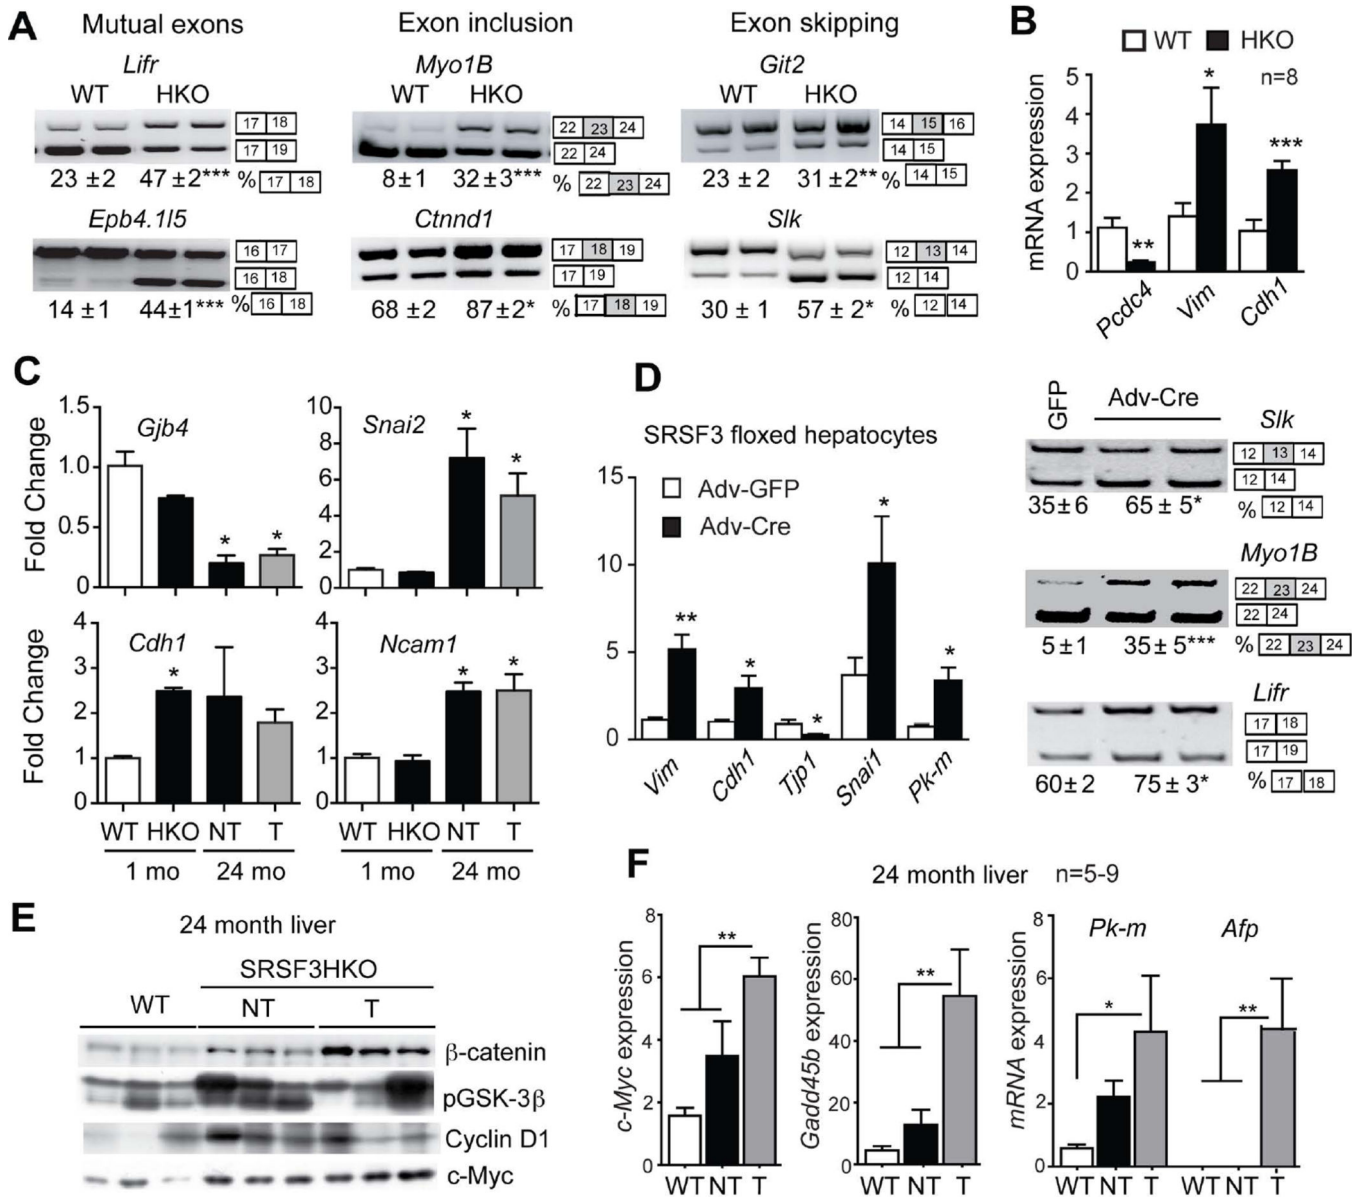 A
Mutual exons
Exon inclusion
Exon skipping
Lifr
WT HKO
17 18
17 19
23 ±2 47 ±2*** % 17 18
Myo1B
WT HKO
22 23 24
22 24
8±1 32±3*** % 22 23 24
Git2
WT HKO
14 15 16
14 15
23 ± 2 31 ±2** % 14 15
Epb4.1l5
16 17
16 18
14 ±1 44±1*** % 16 18
Ctnnd1
17 18 19
17 19
68 ±2 87±2* % 17 18 19
Slk
12 13 14
12 14
30 ± 1 57 ± 2* % 12 14
B
WT HKO
n=8
mRNA expression
5
4
3
2
1
0
** * ***
Pcdc4 Vim Cdh1
C
Fold Change
1.5
1.0
0.5
0
Gjb4
* *
10
8
6
4
2
0
Snai2
* *
Fold Change
4
3
2
1
0
Cdh1
*
4
3
2
1
0
Ncam1
* *
WT HKO NT T
1 mo 24 mo
WT HKO NT T
1 mo 24 mo
D
SRSF3 floxed hepatocytes
15
10
5
0
Adv-GFP
Adv-Cre
** * * * *
Vim Cdh1 Tjp1 Snai1 Pk-m
GFP Adv-Cre
Slk
12 13 14
12 14
35±6 65 ± 5* % 12 14
Myo1B
22 23 24
22 24
5±1 35± 5*** % 22 23 24
Lifr
17 18
17 19
60±2 75± 3* % 17 18
E
24 month liver
SRSF3HKO
WT NT T
β-catenin
pGSK-3β
Cyclin D1
c-Myc
F
24 month liver n=5-9
c-Myc expression
8
6
4
2
0
**
WT NT T
Gadd45b expression
80
60
40
20
0
**
WT NT T
mRNA expression
8
6
4
2
0
Pk-m Afp
* **
WT NT T WT NT T